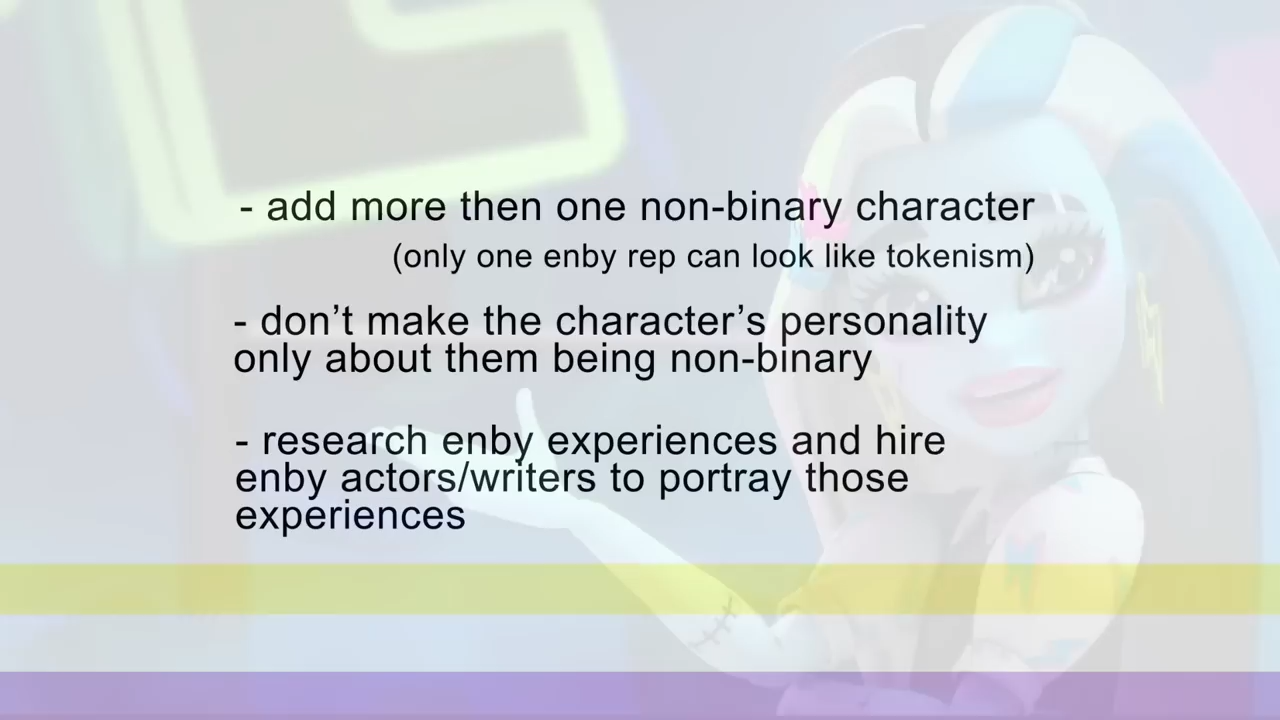 - add more then one non-binary character
(only one enby rep can look like tokenism)
- don’t make the character’s personality
only about them being non-binary
- research enby experiences and hire
enby actors/writers to portray those
experiences